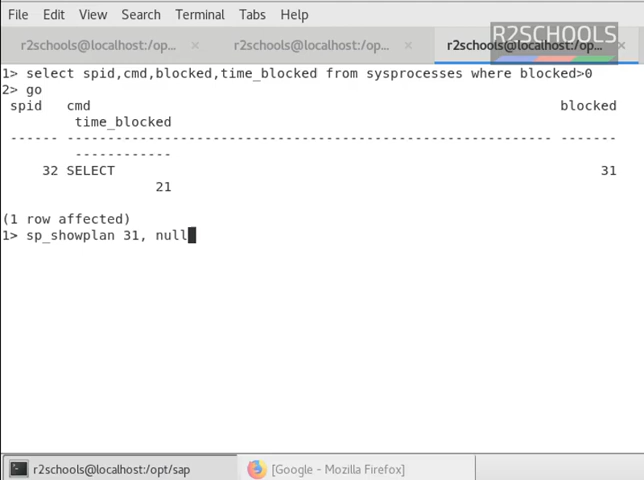 File Edit View Search Terminal Tabs Help
R2SCHOOLS
r2schools@localhost:/op... × r2schools@localhost:/op... × r2schools@localhost:/op... ×
1> select spid,cmd,blocked,time_blocked from sysprocesses where blocked>0
2> go
spid cmd blocked
time_blocked
------ ------------------------------------------------------------ -------
------------
32 SELECT 31
21
(1 row affected)
1> sp_showplan 31, null
r2schools@localhost:/opt/sap [Google - Mozilla Firefox]